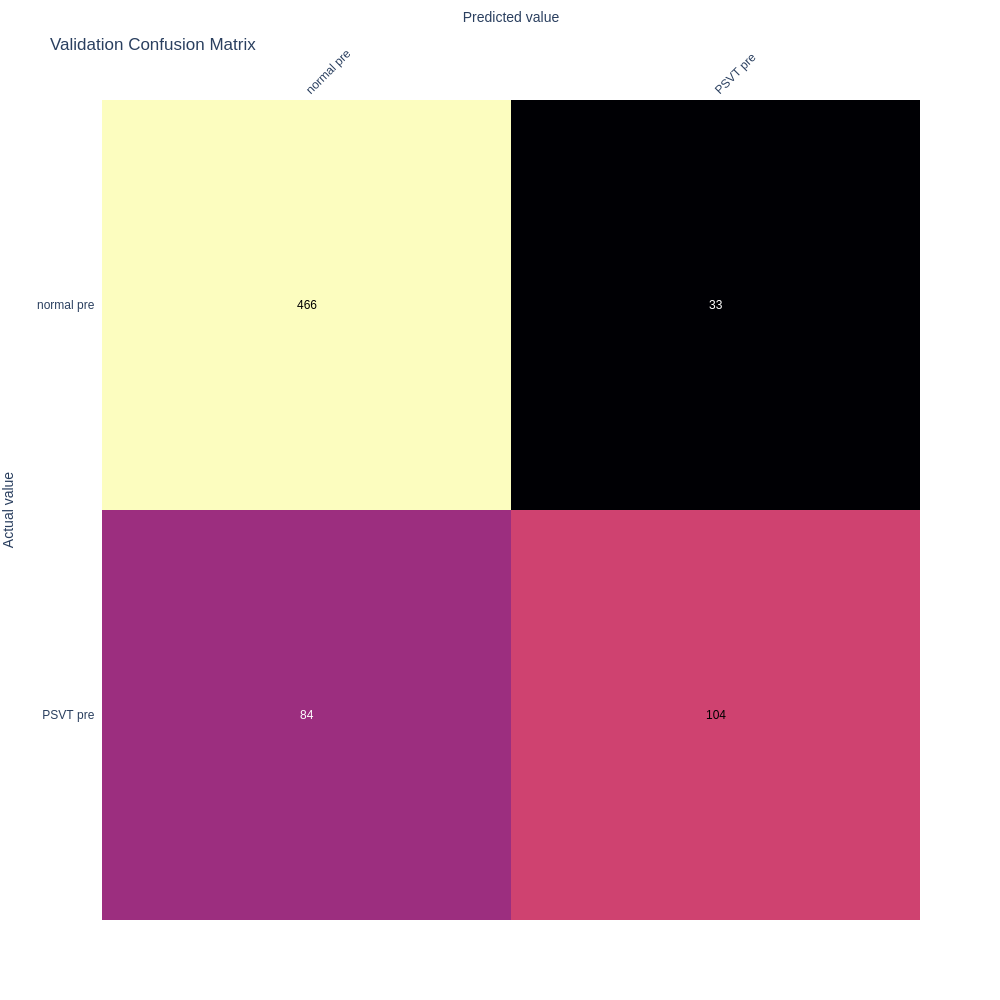 Predicted value
Validation Confusion Matrix
normal pre
PSVT pre
normal pre
466
33
Actual value
PSVT pre
84
104